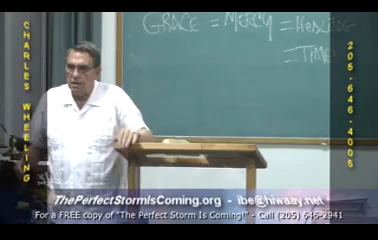 GRACE = MERCY = HEALING
= TIME
CHARLES WHEELING
205-646-4005
ThePerfectStormIsComing.org - ibe@hiwaay.net
For a FREE copy of "The Perfect Storm Is Coming!" - Call (205) 646-2941